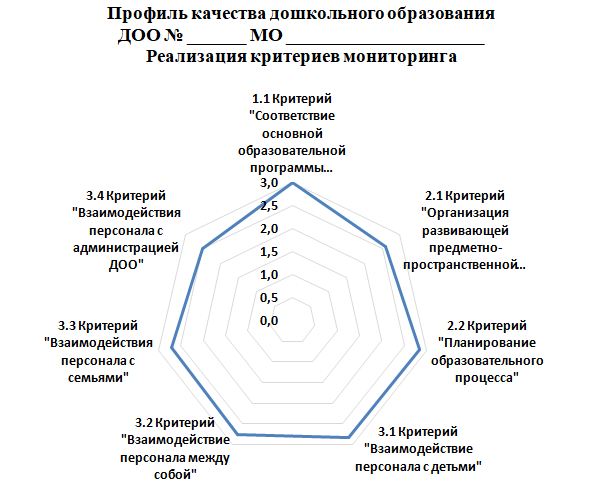 Профиль качества дошкольного образования
ДОО № ______ МО ____________________
Реализация критериев мониторинга
1.1 Критерий
"Соответствие
основной
образовательной
программы...
3,0
2,5
2,0
1,5
1,0
0,5
0,0
2.1 Критерий
"Организация
развивающей
предметно-
пространственной...
2.2 Критерий
"Планирование
образовательного
процесса"
3.1 Критерий
"Взаимодействие
персонала с детьми"
3.2 Критерий
"Взаимодействие
персонала между
собой"
3.3 Критерий
"Взаимодействия
персонала с
семьями"
3.4 Критерий
"Взаимодействия
персонала с
администрацией
ДОО"